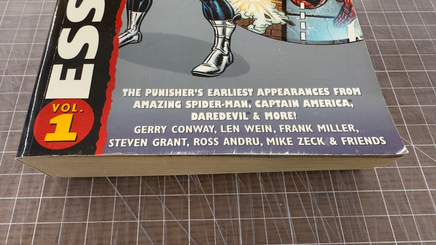 ESS
VOL.
1
THE PUNISHER'S EARLIEST APPEARANCES FROM
AMAZING SPIDER-MAN, CAPTAIN AMERICA,
DAREDEVIL & MORE!
GERRY CONWAY, LEN WEIN, FRANK MILLER,
STEVEN GRANT, ROSS ANDRU, MIKE ZECK & FRIENDS